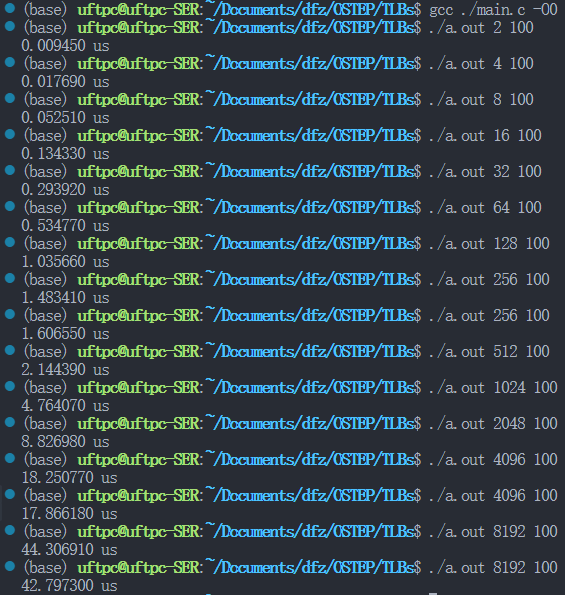 (base) uftpc@uftpc-SER:~/Documents/dfz/OSTEP/TLBs$ gcc ./main.c -O0
(base) uftpc@uftpc-SER:~/Documents/dfz/OSTEP/TLBs$ ./a.out 2 100
0.009450 us
(base) uftpc@uftpc-SER:~/Documents/dfz/OSTEP/TLBs$ ./a.out 4 100
0.017690 us
(base) uftpc@uftpc-SER:~/Documents/dfz/OSTEP/TLBs$ ./a.out 8 100
0.052510 us
(base) uftpc@uftpc-SER:~/Documents/dfz/OSTEP/TLBs$ ./a.out 16 100
0.134330 us
(base) uftpc@uftpc-SER:~/Documents/dfz/OSTEP/TLBs$ ./a.out 32 100
0.293920 us
(base) uftpc@uftpc-SER:~/Documents/dfz/OSTEP/TLBs$ ./a.out 64 100
0.534770 us
(base) uftpc@uftpc-SER:~/Documents/dfz/OSTEP/TLBs$ ./a.out 128 100
1.035660 us
(base) uftpc@uftpc-SER:~/Documents/dfz/OSTEP/TLBs$ ./a.out 256 100
1.483410 us
(base) uftpc@uftpc-SER:~/Documents/dfz/OSTEP/TLBs$ ./a.out 256 100
1.606550 us
(base) uftpc@uftpc-SER:~/Documents/dfz/OSTEP/TLBs$ ./a.out 512 100
2.144390 us
(base) uftpc@uftpc-SER:~/Documents/dfz/OSTEP/TLBs$ ./a.out 1024 100
4.764070 us
(base) uftpc@uftpc-SER:~/Documents/dfz/OSTEP/TLBs$ ./a.out 2048 100
8.826980 us
(base) uftpc@uftpc-SER:~/Documents/dfz/OSTEP/TLBs$ ./a.out 4096 100
18.250770 us
(base) uftpc@uftpc-SER:~/Documents/dfz/OSTEP/TLBs$ ./a.out 4096 100
17.866180 us
(base) uftpc@uftpc-SER:~/Documents/dfz/OSTEP/TLBs$ ./a.out 8192 100
44.306910 us
(base) uftpc@uftpc-SER:~/Documents/dfz/OSTEP/TLBs$ ./a.out 8192 100
42.797300 us